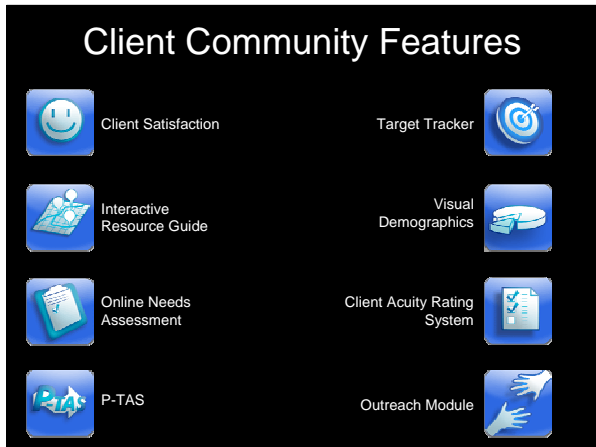 Client Community Features
Client Satisfaction
Target Tracker
Interactive
Resource Guide
Visual
Demographics
Online Needs
Assessment
Client Acuity Rating
System
P-TAS
P-TAS
Outreach Module